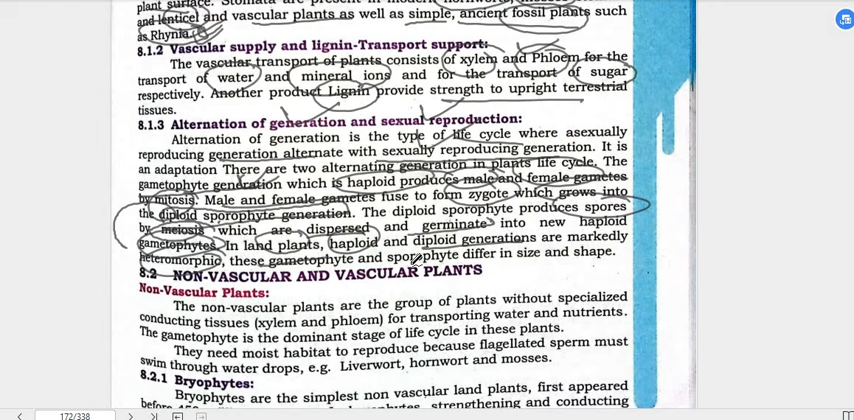 plant surface. Stomata are present in
and lenticel and vascular plants as well as simple, ancient fossil plants such
as Rhynia
8.1.2 Vascular supply and lignin-Transport support:
The vascular transport of plants consists of xylem and Phloem for the
transport of water and mineral ions and for the transport of sugar
respectively. Another product Lignin provide strength to upright terrestrial
tissues.
8.1.3 Alternation of generation and sexual reproduction:
Alternation of generation is the type of life cycle where asexually
reproducing generation alternate with sexually reproducing generation. It is
an adaptation There are two alternating generation in plants life cycle. The
gametophyte generation which is haploid produces male and female gametes
by mitosis. Male and female gametes fuse to form zygote which grows into
the diploid sporophyte generation. The diploid sporophyte produces spores
by meiosis which are dispersed and germinate into new haploid
gametophytes. In land plants, haploid and diploid generations are markedly
heteromorphic, these gametophyte and sporophyte differ in size and shape.
8.2 NON-VASCULAR AND VASCULAR PLANTS
Non-Vascular Plants:
The non-vascular plants are the group of plants without specialized
conducting tissues (xylem and phloem) for transporting water and nutrients.
The gametophyte is the dominant stage of life cycle in these plants.
They need moist habitat to reproduce because flagellated sperm must
swim through water drops, e.g. Liverwort, hornwort and mosses.
8.2.1 Bryophytes:
Bryophytes are the simplest non vascular land plants, first appeared
strengthening and conducting
172/338